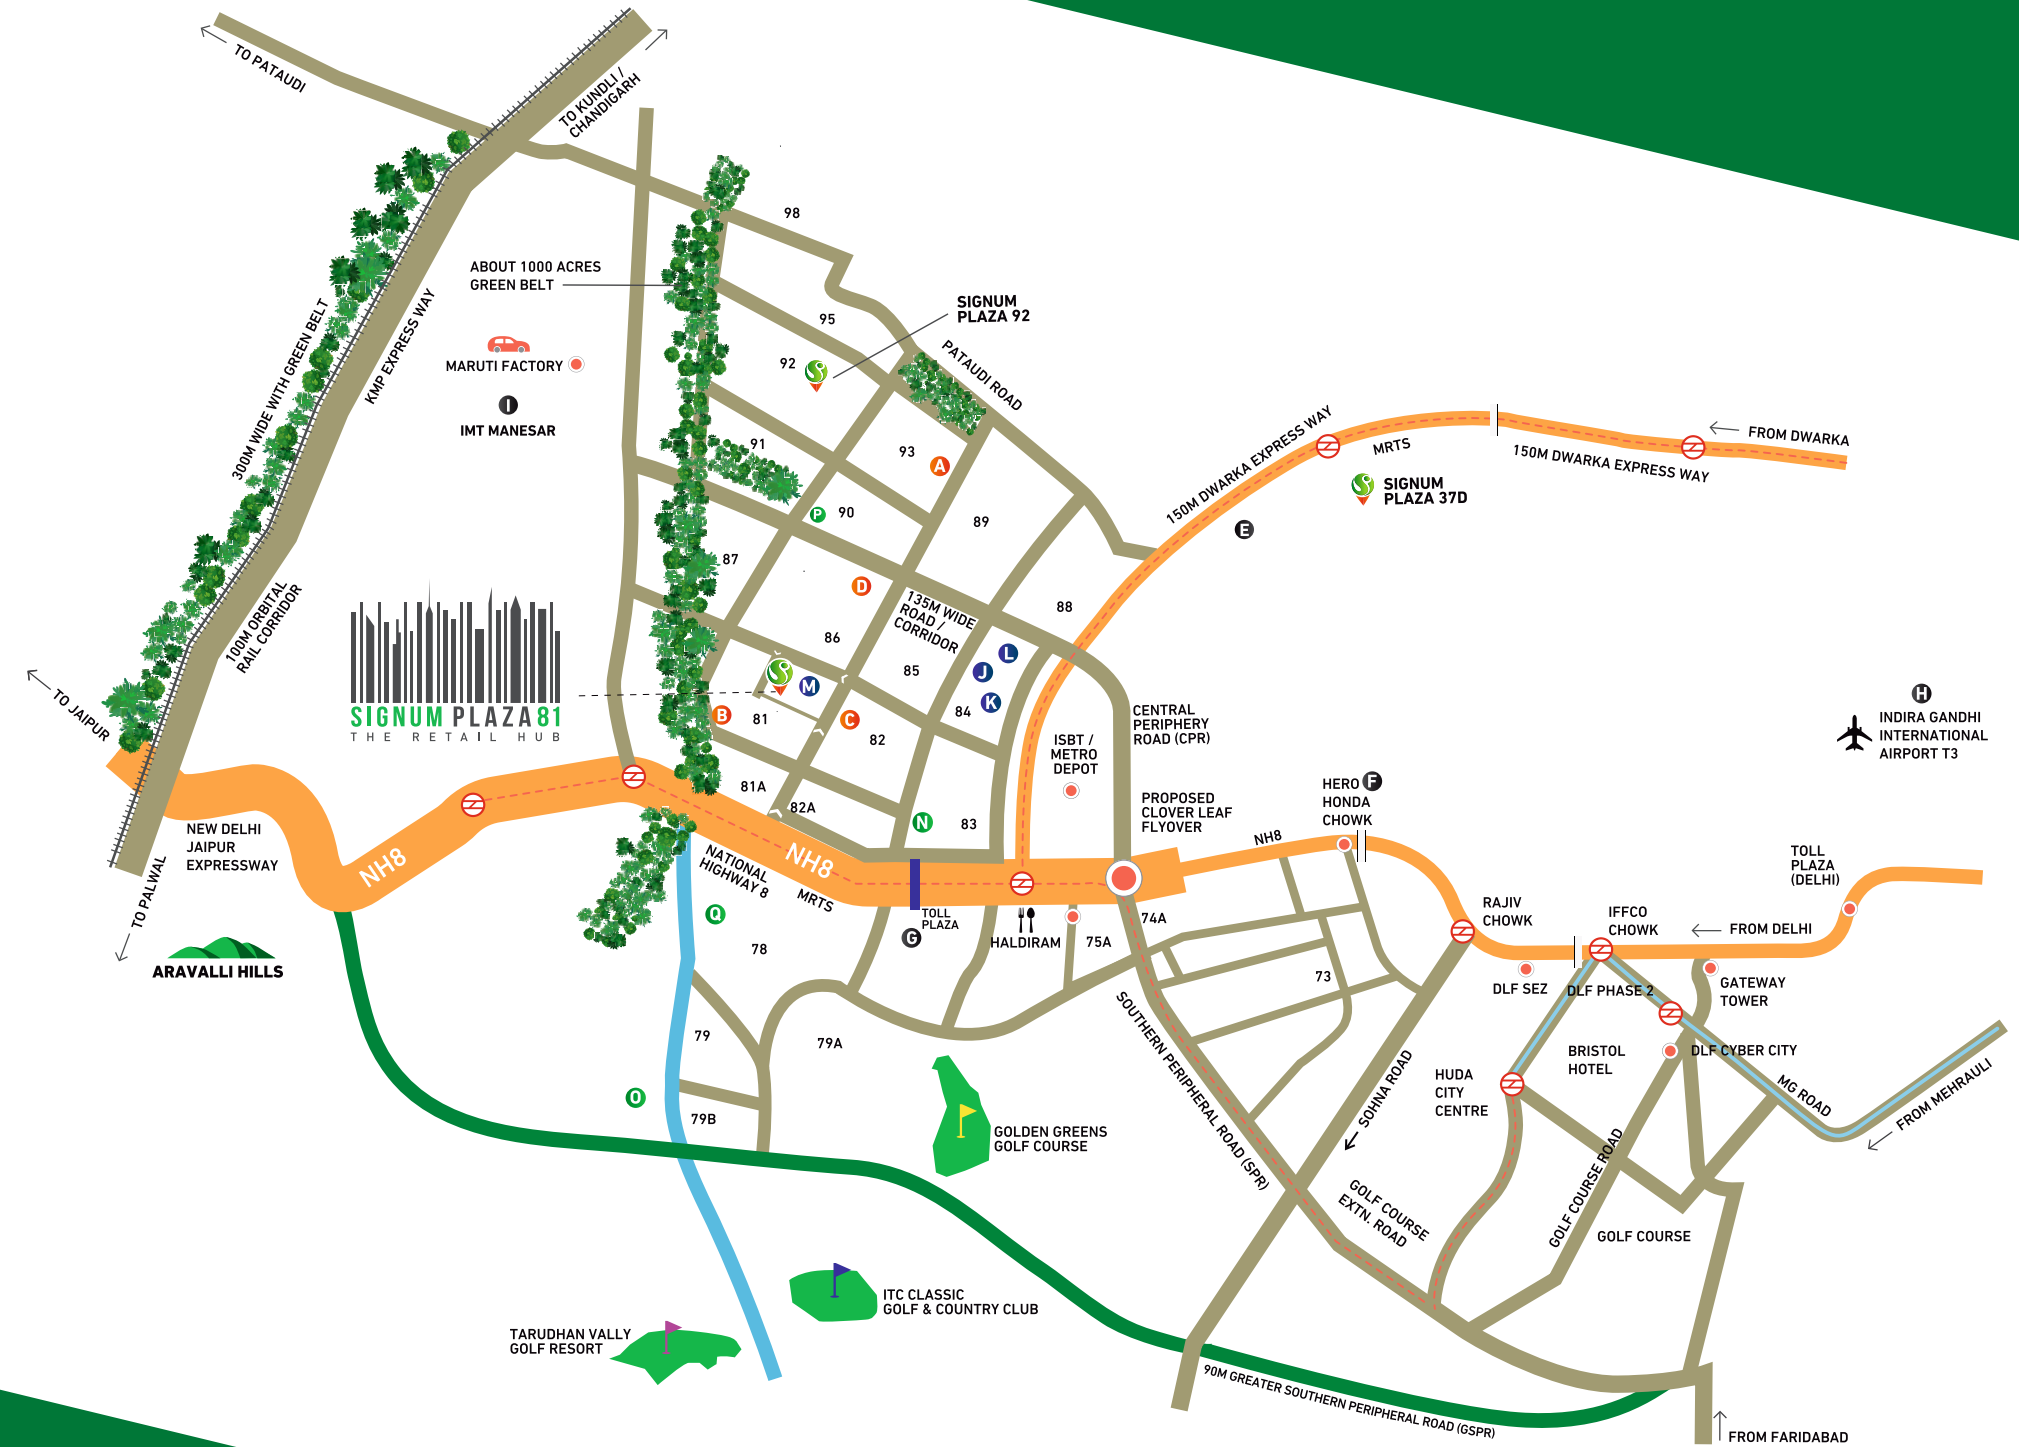 TO PATAUDI
TO KUNDLI /
CHANDIGARH
98
ABOUT 1000 ACRES
GREEN BELT
SIGNUM
PLAZA 92
95
92
PATAUDI ROAD
MARUTI FACTORY
I
IMT MANESAR
300M WIDE WITH GREEN BELT
KMP EXPRESS WAY
91
93
A
P
90
89
87
D
88
86
135M WIDE
ROAD /
CORRIDOR
85
L
J
K
84
M
B
81
C
82
81A
82A
N
83
150M DWARKA EXPRESS WAY
MRTS
150M DWARKA EXPRESS WAY
FROM DWARKA
SIGNUM
PLAZA 37D
E
100M ORBITAL
RAIL CORRIDOR
SIGNUM PLAZA 81
THE RETAIL HUB
TO JAIPUR
CENTRAL
PERIPHERY
ROAD (CPR)
ISBT /
METRO
DEPOT
PROPOSED
CLOVER LEAF
FLYOVER
H
INDIRA GANDHI
INTERNATIONAL
AIRPORT T3
HERO F
HONDA
CHOWK
NH8
NEW DELHI
JAIPUR
EXPRESSWAY
NH8
NATIONAL
HIGHWAY 8
NH8
MRTS
TOLL
PLAZA
G
HALDIRAM
74A
75A
73
TOLL
PLAZA
(DELHI)
RAJIV
CHOWK
IFFCO
CHOWK
FROM DELHI
DLF SEZ
DLF PHASE 2
GATEWAY
TOWER
TO PALWAL
ARAVALLI HILLS
Q
78
79
79A
O
79B
GOLDEN GREENS
GOLF COURSE
SOUTHERN PERIPHERAL ROAD (SPR)
SOHNA ROAD
HUDA
CITY
CENTRE
BRISTOL
HOTEL
DLF CYBER CITY
MG ROAD
FROM MEHRAULI
GOLF COURSE
EXTN. ROAD
GOLF COURSE ROAD
GOLF COURSE
ITC CLASSIC
GOLF & COUNTRY CLUB
TARUDHAN VALLY
GOLF RESORT
90M GREATER SOUTHERN PERIPHERAL ROAD (GSPR)
FROM FARIDABAD